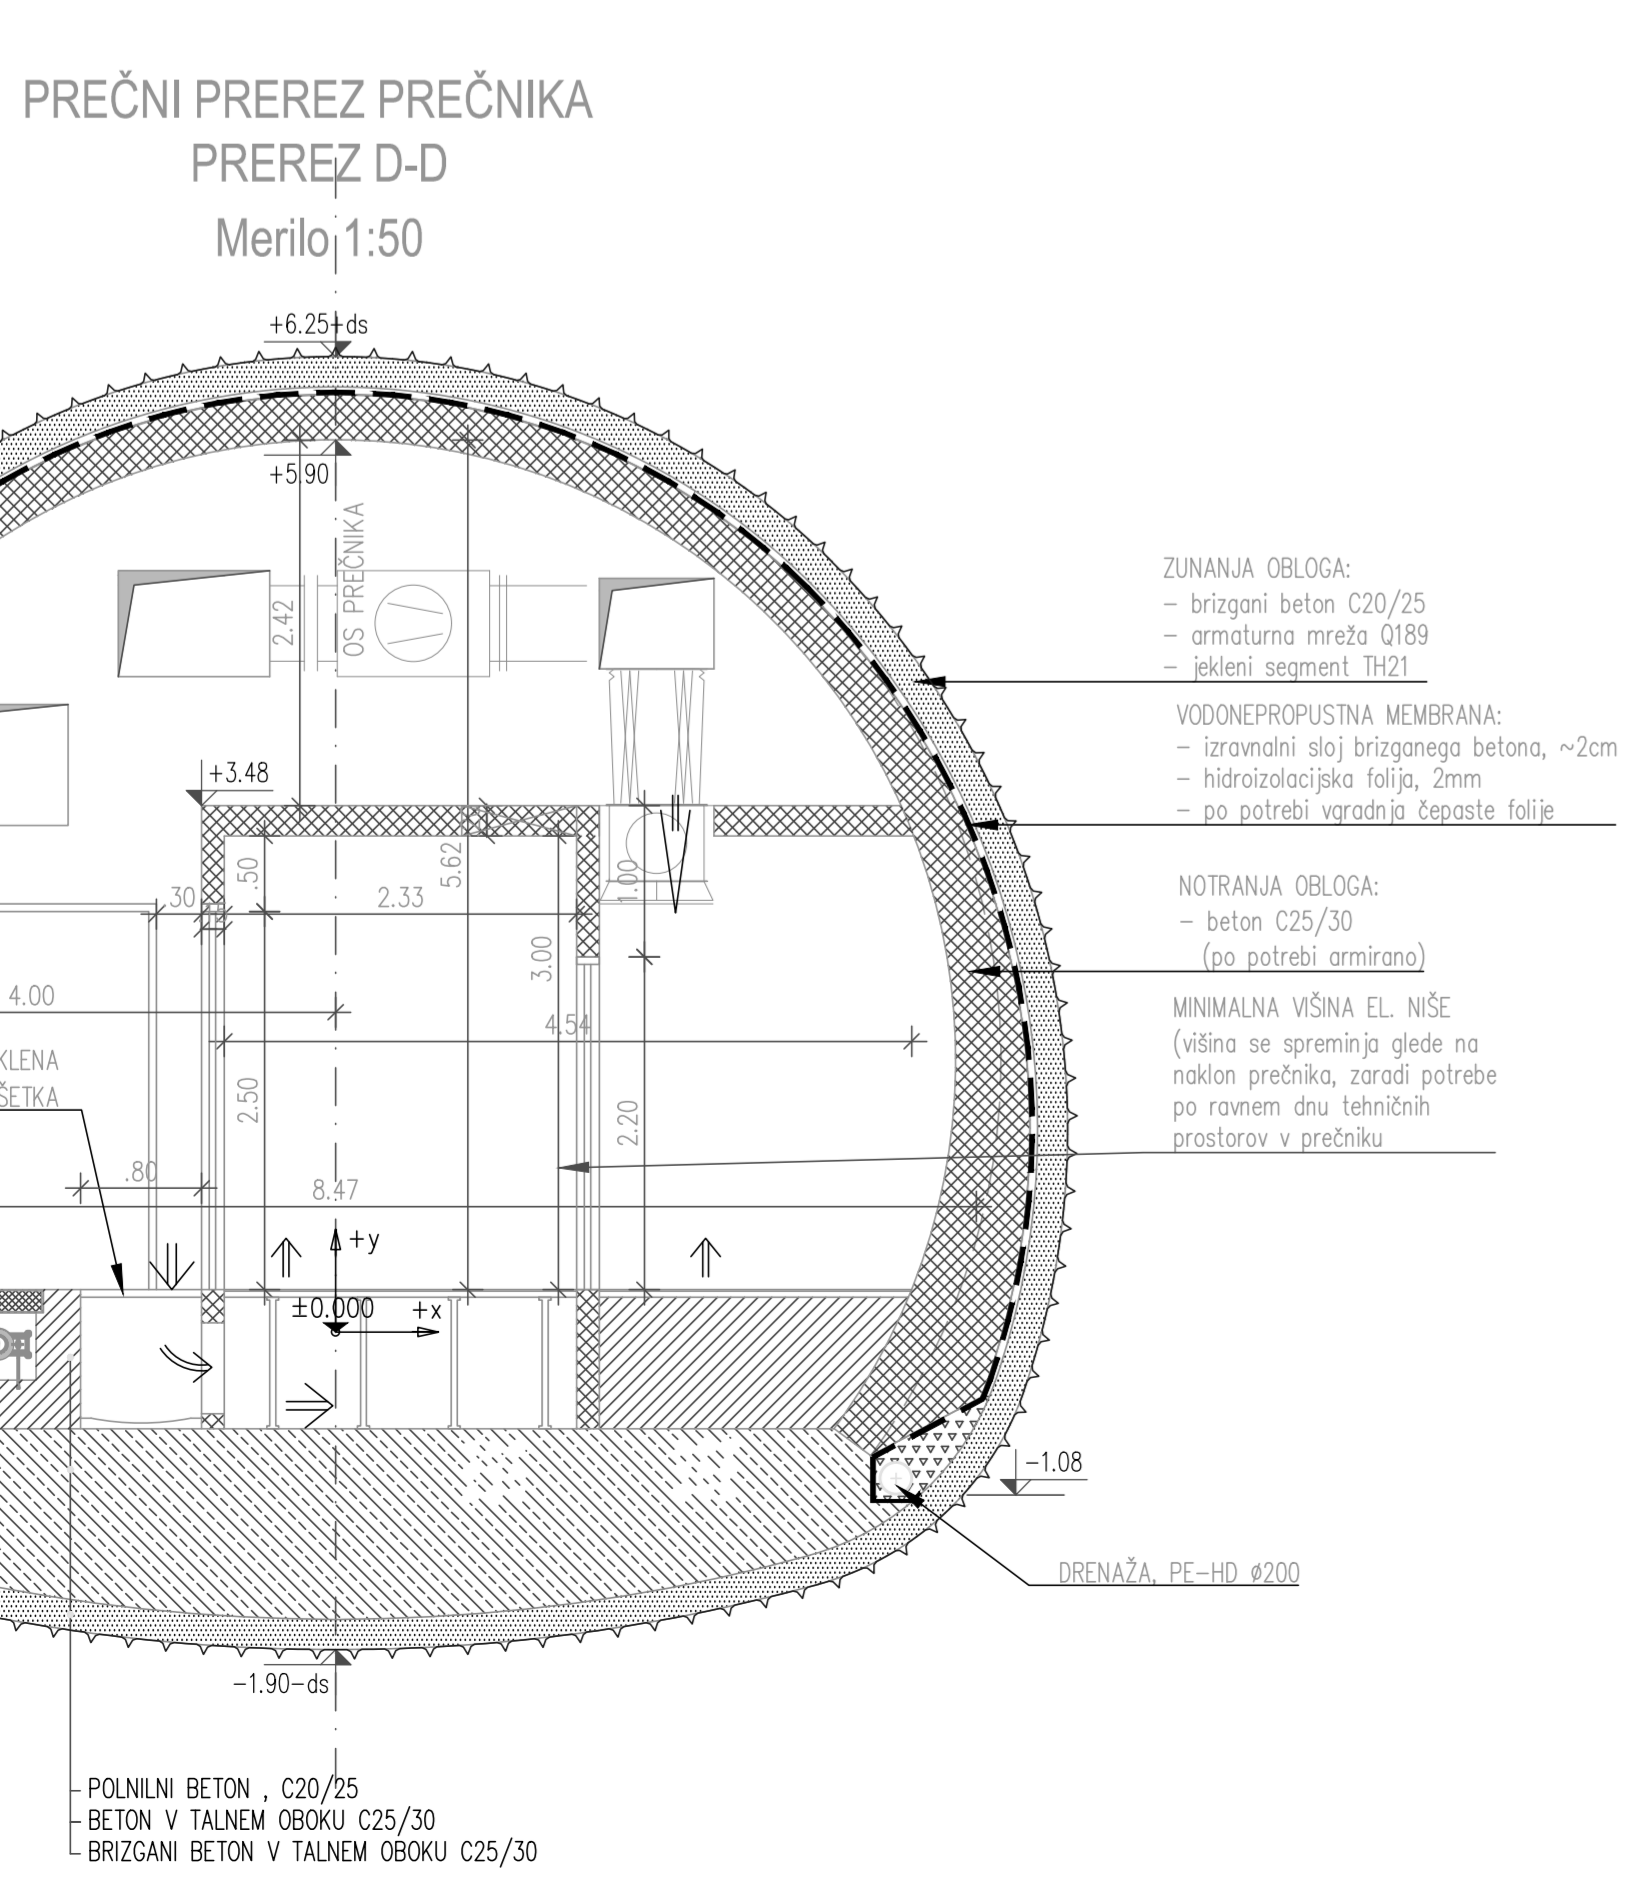 PREČNI PREREZ PREČNIKA
PREREZ D-D
Merilo 1:50
+6.25+ds
+5.90
OS PREČNIKA
2.42
ZUNANJA OBLOGA:
- brizgani beton C20/25
- armaturna mreža Q189
- jekleni segment TH21
VODONEPROPUSTNA MEMBRANA:
- izravnalni sloj brizganega betona, ~2cm
- hidroizolacijska folija, 2mm
- po potrebi vgradnja čepaste folije
+3.48
.50
5.62
1.00
.30
2.33
NOTRANJA OBLOGA:
- beton C25/30
(po potrebi armirano)
3.00
4.00
4.54
MINIMALNA VIŠINA EL. NIŠE
(višina se spreminja glede na
naklon prečnika, zaradi potrebe
po ravnem dnu tehničnih
prostorov v prečniku
KLENA
ŠETKA
2.50
2.20
.80
8.47
+y
±0.000
+x
-1.08
DRENAŽA, PE-HD ø200
-1.90-ds
POLNILNI BETON , C20/25
BETON V TALNEM OBOKU C25/30
BRIZGANI BETON V TALNEM OBOKU C25/30